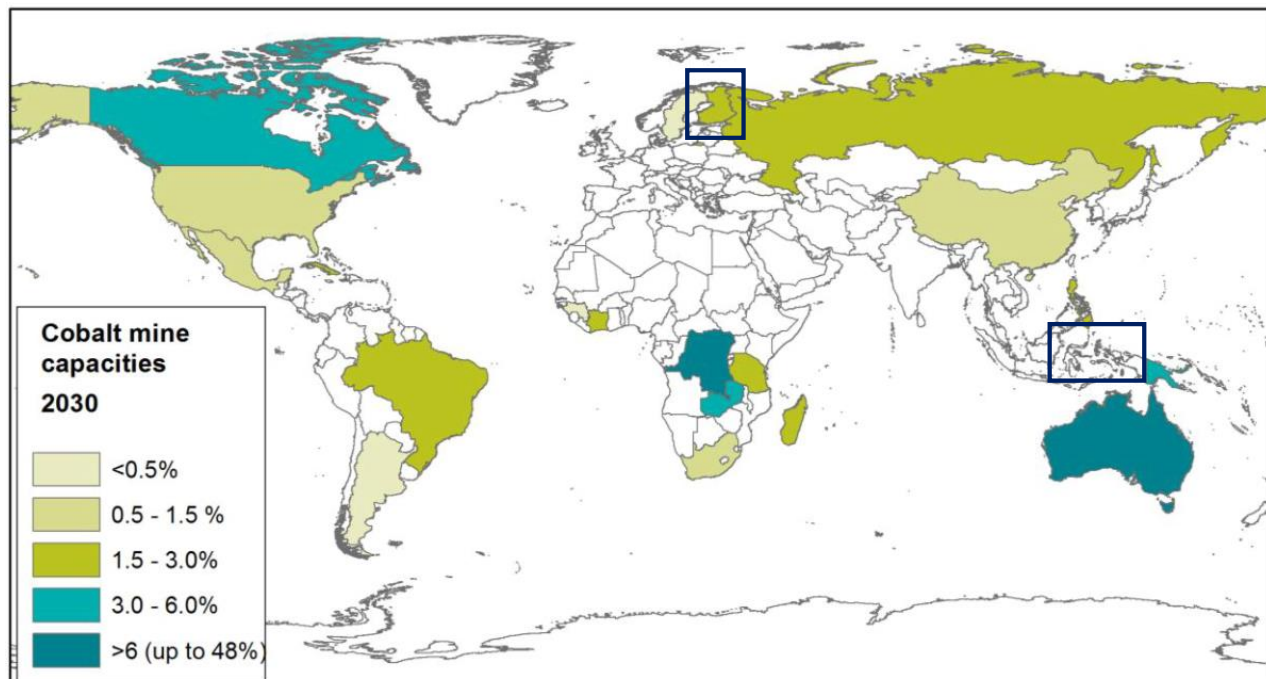 Cobalt mine
capacities
2030
<0.5%
0.5 - 1.5 %
1.5 - 3.0%
3.0 - 6.0%
>6 (up to 48%)